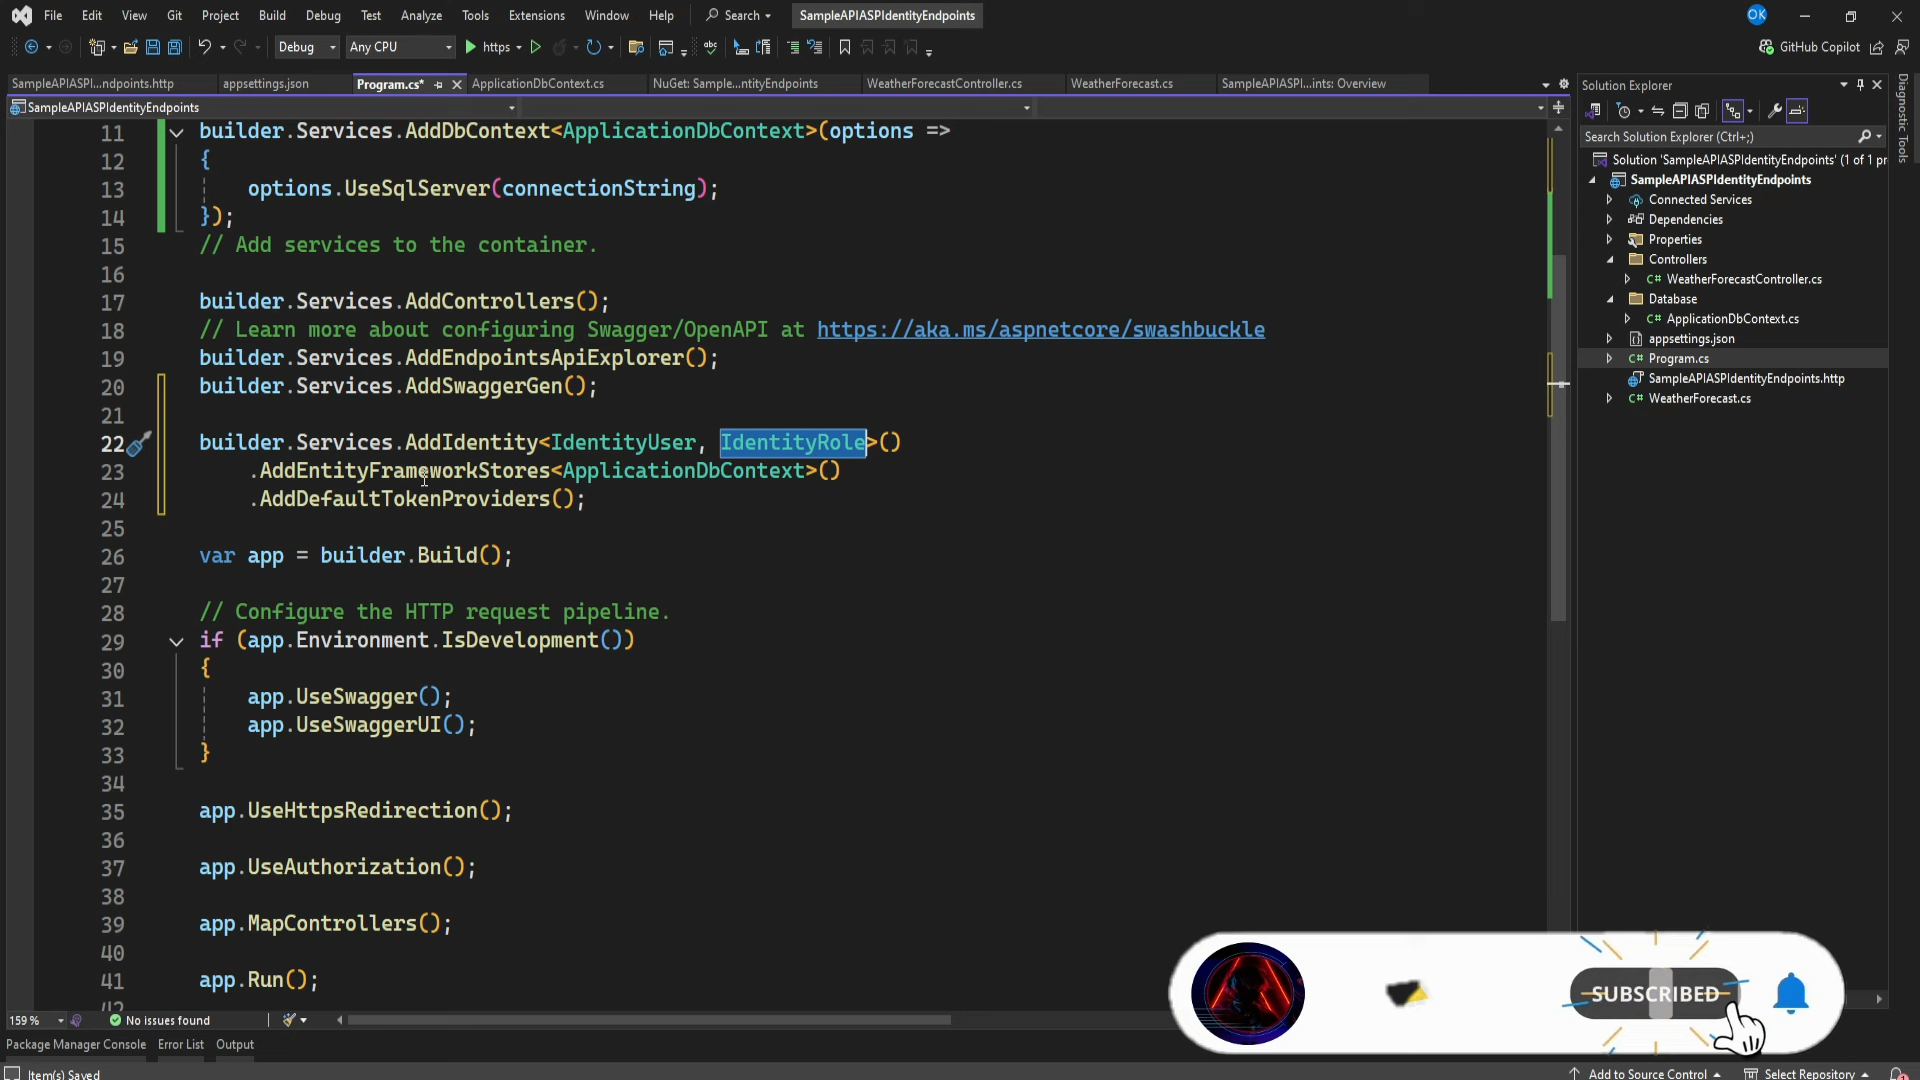 File Edit View Git Project Build Debug Test Analyze Tools Extensions Window Help Search SampleAPIASPIdentityEndpoints OK
Debug Any CPU https GitHub Copilot
SampleAPIASPI...ndpoints.http appsettings.json Program.cs* ApplicationDbContext.cs NuGet: Sample...ntityEndpoints WeatherForecastController.cs WeatherForecast.cs SampleAPIASPI...ints: Overview
SampleAPIASPIdentityEndpoints
11 builder.Services.AddDbContext<ApplicationDbContext>(options =>
12 {
13 options.UseSqlServer(connectionString);
14 });
15 // Add services to the container.
16
17 builder.Services.AddControllers();
18 // Learn more about configuring Swagger/OpenAPI at https://aka.ms/aspnetcore/swashbuckle
19 builder.Services.AddEndpointsApiExplorer();
20 builder.Services.AddSwaggerGen();
21
22 builder.Services.AddIdentity<IdentityUser, IdentityRole>()
23 .AddEntityFrameworkStores<ApplicationDbContext>()
24 .AddDefaultTokenProviders();
25
26 var app = builder.Build();
27
28 // Configure the HTTP request pipeline.
29 if (app.Environment.IsDevelopment())
30 {
31 app.UseSwagger();
32 app.UseSwaggerUI();
33 }
34
35 app.UseHttpsRedirection();
36
37 app.UseAuthorization();
38
39 app.MapControllers();
40
41 app.Run();
42
159 % No issues found
Package Manager Console Error List Output
Item(s) Saved
Solution Explorer
Search Solution Explorer (Ctrl+;)
Solution 'SampleAPIASPIdentityEndpoints' (1 of 1 pr
SampleAPIASPIdentityEndpoints
Connected Services
Dependencies
Properties
Controllers
C# WeatherForecastController.cs
Database
C# ApplicationDbContext.cs
appsettings.json
C# Program.cs
SampleAPIASPIdentityEndpoints.http
C# WeatherForecast.cs
Diagnostic Tools
SUBSCRIBED
Add to Source Control Select Repository